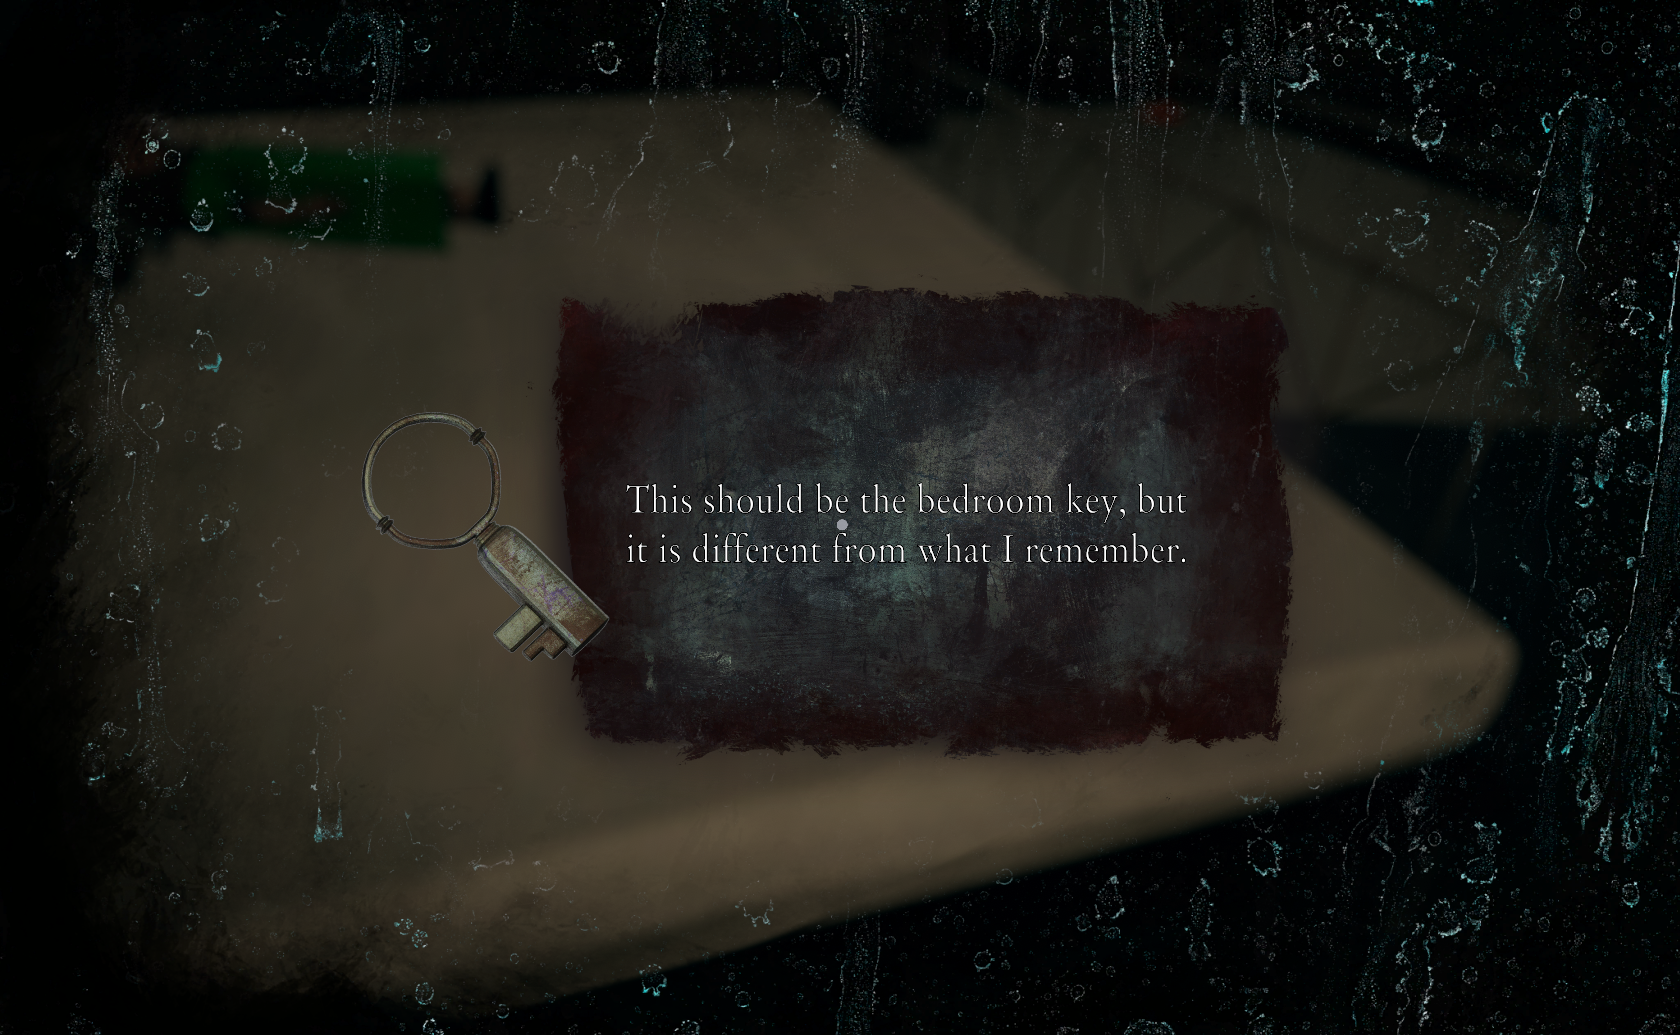 This should be the bedroom key, but
it is different from what I remember.